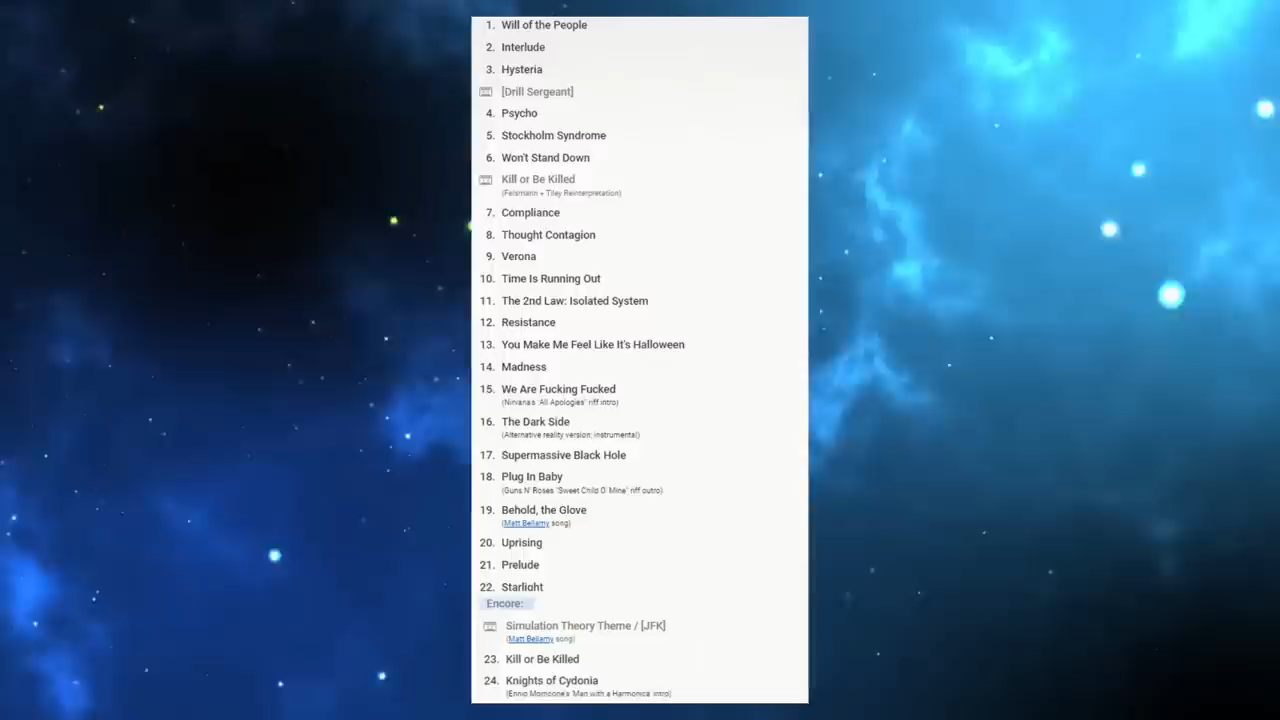 1. Will of the People
2. Interlude
3. Hysteria
[Drill Sergeant]
4. Psycho
5. Stockholm Syndrome
6. Won't Stand Down
Kill or Be Killed
(Felsmann + Tiley Reinterpretation)
7. Compliance
8. Thought Contagion
9. Verona
10. Time Is Running Out
11. The 2nd Law: Isolated System
12. Resistance
13. You Make Me Feel Like It's Halloween
14. Madness
15. We Are Fucking Fucked
(Nirvana's 'All Apologies' riff intro)
16. The Dark Side
(Alternative reality version; instrumental)
17. Supermassive Black Hole
18. Plug In Baby
(Guns N' Roses 'Sweet Child O' Mine' riff outro)
19. Behold, the Glove
(Matt Bellamy song)
20. Uprising
21. Prelude
22. Starlight
Encore:
Simulation Theory Theme / [JFK]
(Matt Bellamy song)
23. Kill or Be Killed
24. Knights of Cydonia
(Ennio Morricone's 'Man with a Harmonica' intro)